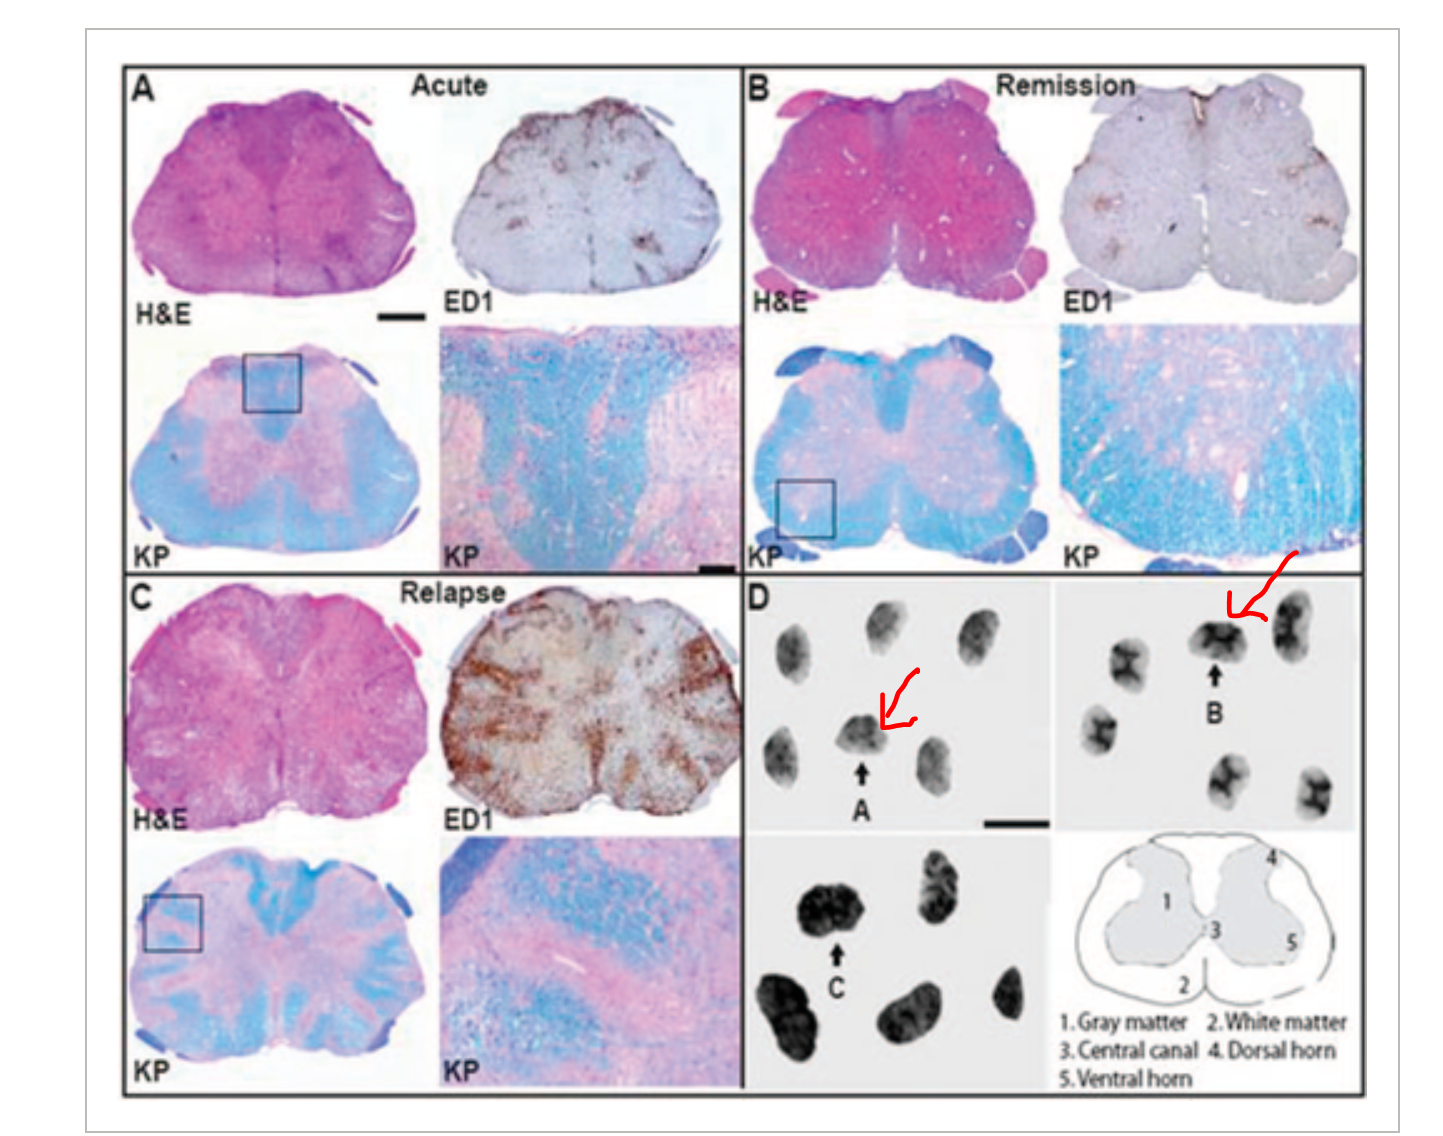 A Acute
H&E ED1
KP KP
B Remission
H&E ED1
KP KP
C Relapse
H&E ED1
KP KP
D
A
B
C
1
2
3
4
5
1. Gray matter 2. White matter
3. Central canal 4. Dorsal horn
5. Ventral horn